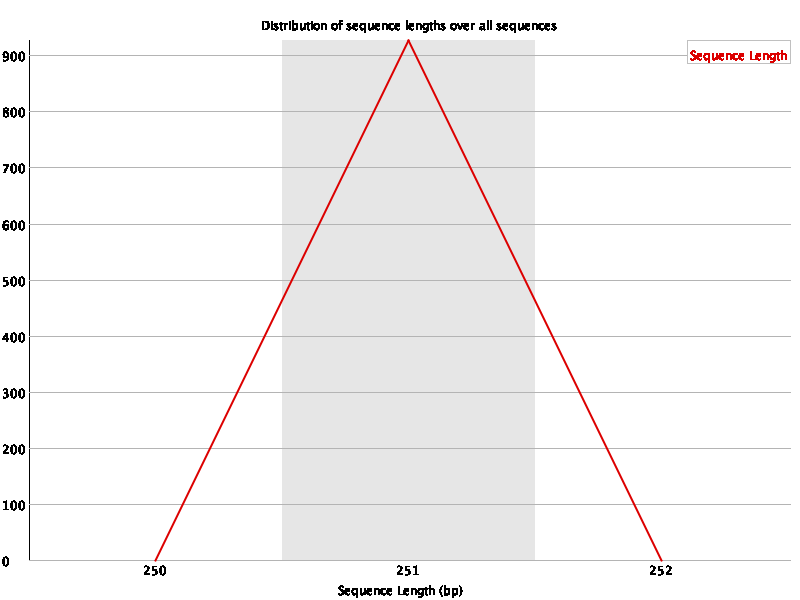 Distribution of sequence lengths over all sequences
Sequence Length
900
800
700
600
500
400
300
200
100
0
250 251 252
Sequence Length (bp)